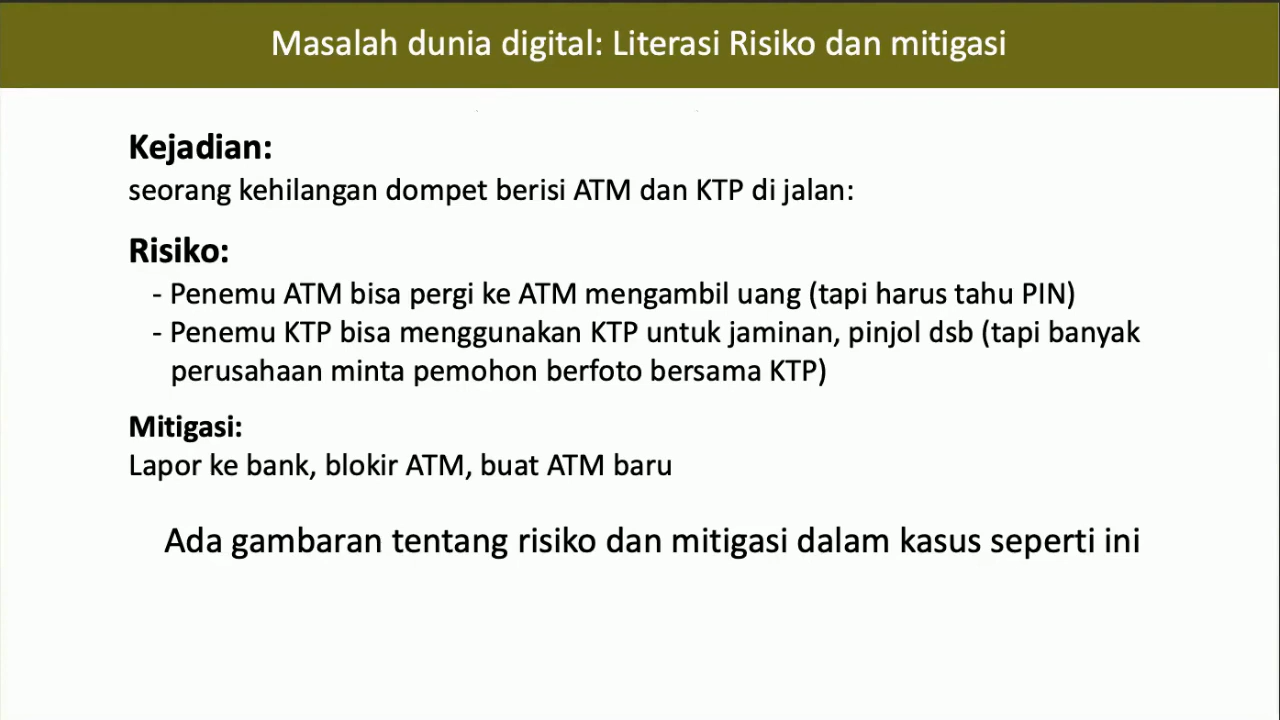 Masalah dunia digital: Literasi Risiko dan mitigasi
Kejadian:
seorang kehilangan dompet berisi ATM dan KTP di jalan:
Risiko:
- Penemu ATM bisa pergi ke ATM mengambil uang (tapi harus tahu PIN)
- Penemu KTP bisa menggunakan KTP untuk jaminan, pinjol dsb (tapi banyak
perusahaan minta pemohon berfoto bersama KTP)
Mitigasi:
Lapor ke bank, blokir ATM, buat ATM baru
Ada gambaran tentang risiko dan mitigasi dalam kasus seperti ini